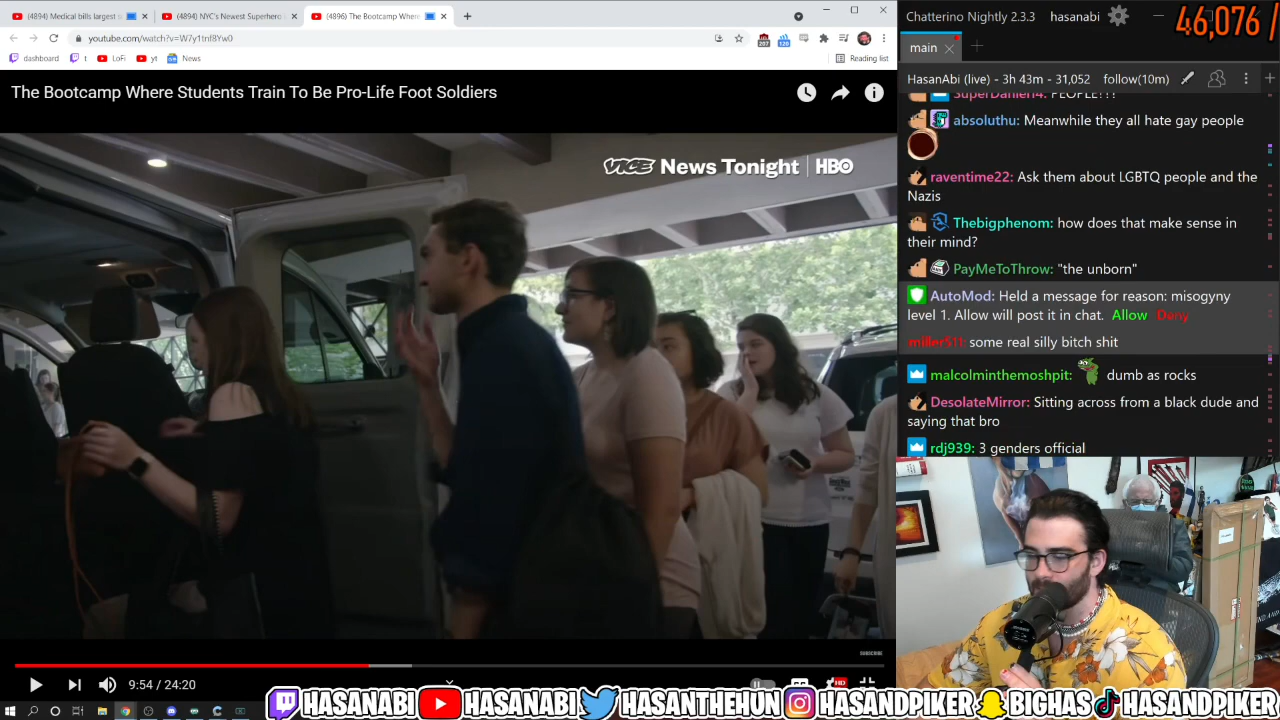 (4894) Medical bills largest s
(4894) NYC's Newest Superhero
(4896) The Bootcamp Where
youtube.com/watch?v=W7y1tnf8Yw0
dashboard
t
LoFi
yt
News
Reading list
The Bootcamp Where Students Train To Be Pro-Life Foot Soldiers
VICE News Tonight | HBO
SUBSCRIBE
9:54 / 24:20
HD
Chatterino Nightly 2.3.3
hasanabi
46,076 /
main
HasanAbi (live) - 3h 43m - 31,052 follow(10m)
SuperDaniel4: PEOPLE???
absoluthu: Meanwhile they all hate gay people
raventime22: Ask them about LGBTQ people and the
Nazis
Thebigphenom: how does that make sense in
their mind?
PayMeToThrow: "the unborn"
AutoMod: Held a message for reason: misogyny
level 1. Allow will post it in chat. Allow Deny
miller511: some real silly bitch shit
malcolminthemoshpit: dumb as rocks
DesolateMirror: Sitting across from a black dude and
saying that bro
rdj939: 3 genders official
HASANABI HASANABI HASANTHEHUN HASANDPIKER BIGHAS HASANDPIKER